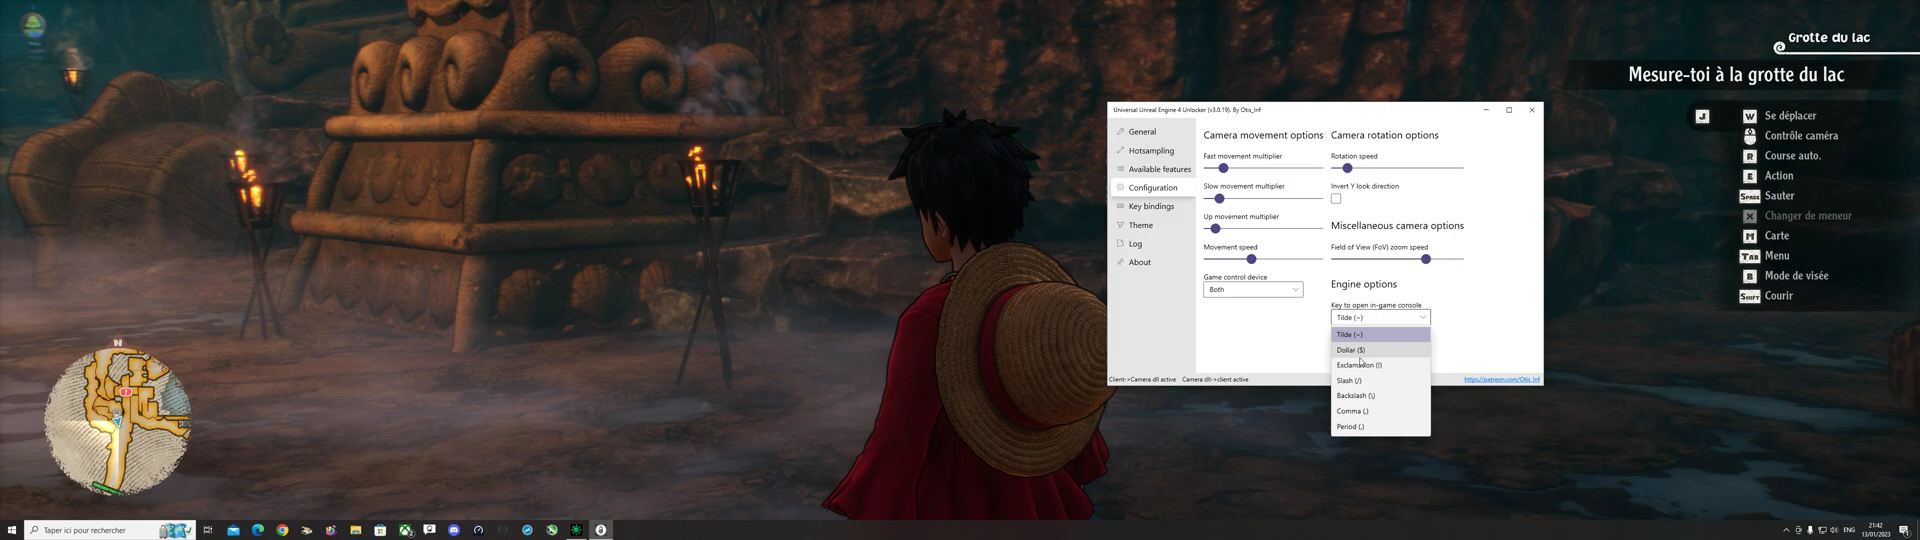 Grotte du lac
Mesure-toi à la grotte du lac
J
W Se déplacer
Contrôle caméra
R Course auto.
E Action
SPACE Sauter
X Changer de meneur
M Carte
TAB Menu
B Mode de visée
SHIFT Courir
N
Universal Unreal Engine 4 Unlocker (v3.0.19). By Otis_Inf
General
Hotsampling
Available features
Configuration
Key bindings
Theme
Log
About
Camera movement options
Fast movement multiplier
Slow movement multiplier
Up movement multiplier
Movement speed
Game control device
Both
Camera rotation options
Rotation speed
Invert Y look direction
Miscellaneous camera options
Field of View (FoV) zoom speed
Engine options
Key to open in-game console
Tilde (~)
Tilde (~)
Dollar ($)
Exclamation (!)
Slash (/)
Backslash (\)
Comma (,)
Period (.)
Client->Camera dll active Camera dll->client active
https://patreon.com/Otis_Inf
Taper ici pour rechercher
ENG
21:42
13/01/2023